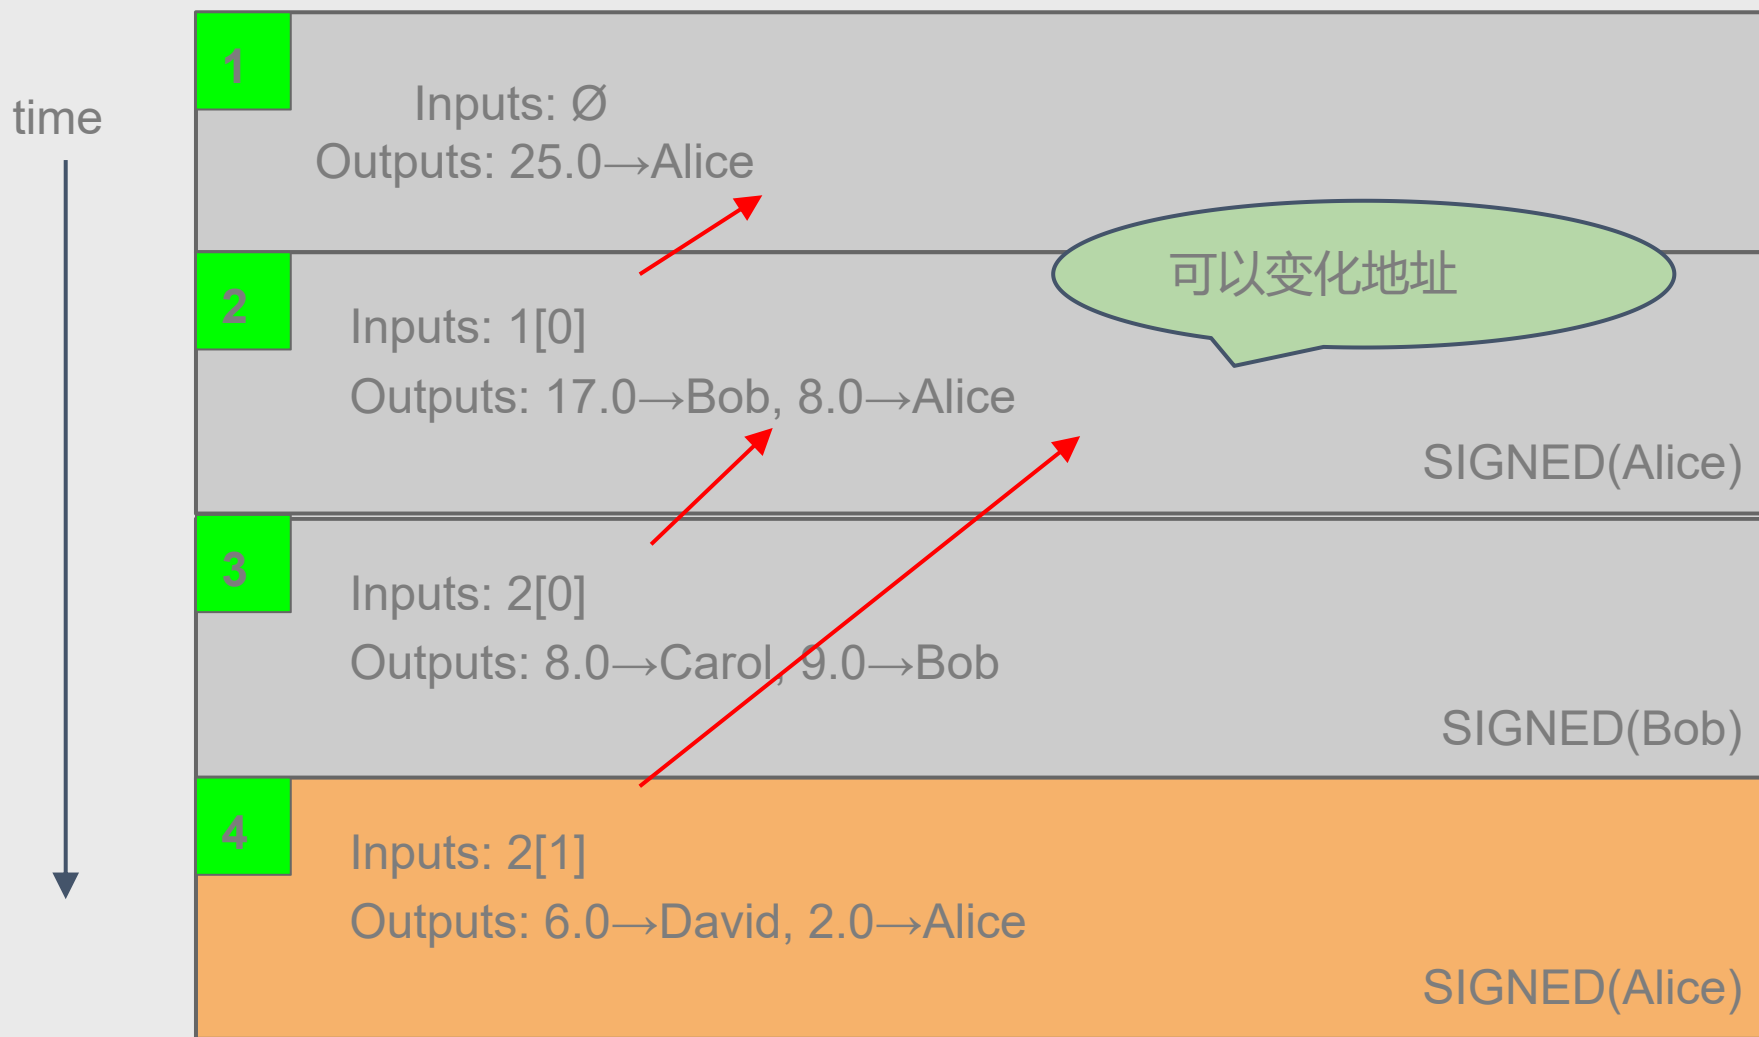 time
1
Inputs: Ø
Outputs: 25.0→Alice
2
可以变化地址
Inputs: 1[0]
Outputs: 17.0→Bob, 8.0→Alice
SIGNED(Alice)
3
Inputs: 2[0]
Outputs: 8.0→Carol, 9.0→Bob
SIGNED(Bob)
4
Inputs: 2[1]
Outputs: 6.0→David, 2.0→Alice
SIGNED(Alice)